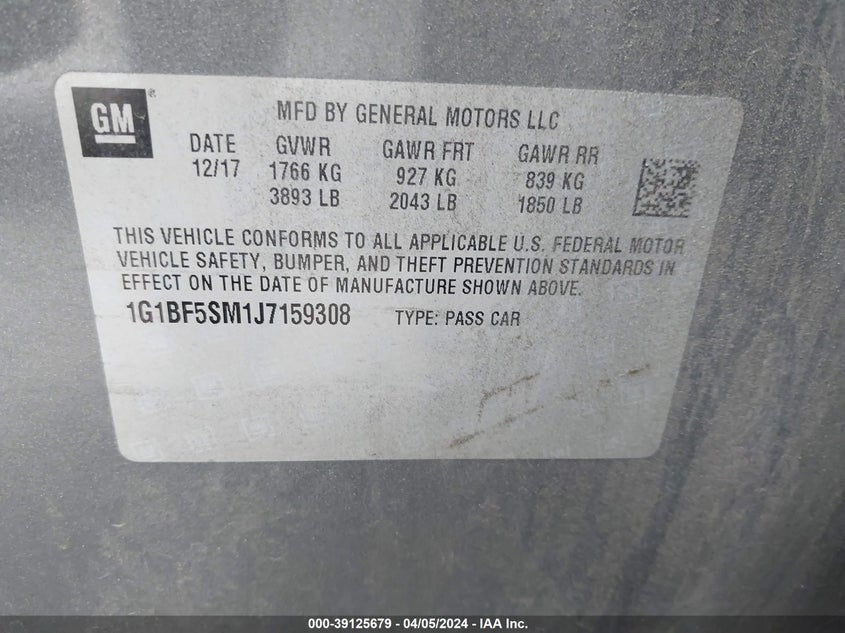 GM ®
MFD BY GENERAL MOTORS LLC
DATE GVWR GAWR FRT GAWR RR
12/17 1766 KG 927 KG 839 KG
3893 LB 2043 LB 1850 LB
THIS VEHICLE CONFORMS TO ALL APPLICABLE U.S. FEDERAL MOTOR
VEHICLE SAFETY, BUMPER, AND THEFT PREVENTION STANDARDS IN
EFFECT ON THE DATE OF MANUFACTURE SHOWN ABOVE.
1G1BF5SM1J7159308 TYPE: PASS CAR
000-39125679 - 04/05/2024 - IAA Inc.